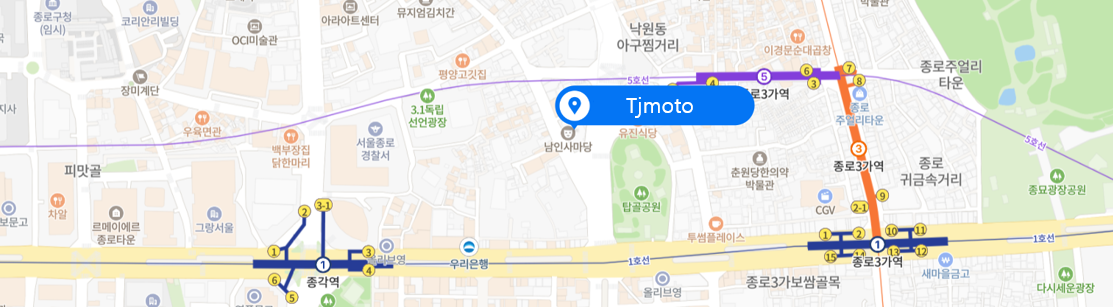 종로구청
(임시)
코리안리빌딩
아라아트센터
뮤지엄김치간
낙원동
아구찜거리
박물관
OCI미술관
이경문순대곱창
평양고깃집
장미계단
5호선
6
7
종로주얼리
타운
4
5
3
8
5호선
종로3가역
지사
3.1독립
선언광장
Tjmoto
종로
주얼리타운
우육면관
서울종로
경찰서
유진식당
백부장집
닭한마리
남인사마당
3
종로3가역
종로
귀금속거리
피맛골
춘원당한의약
박물관
종묘광장공원
차알
르메이에르
종로타운
그랑서울
2
3-1
탑골공원
CGV
9
2-1
보문고
투썸플레이스
1
2
10
11
1
3
올리브영
우리은행
1호선
1
1호선
1
4
종각역
15
14
종로3가역
13
12
6
5
올리브영
종로3가보쌈골목
새마을금고
다시세운광장